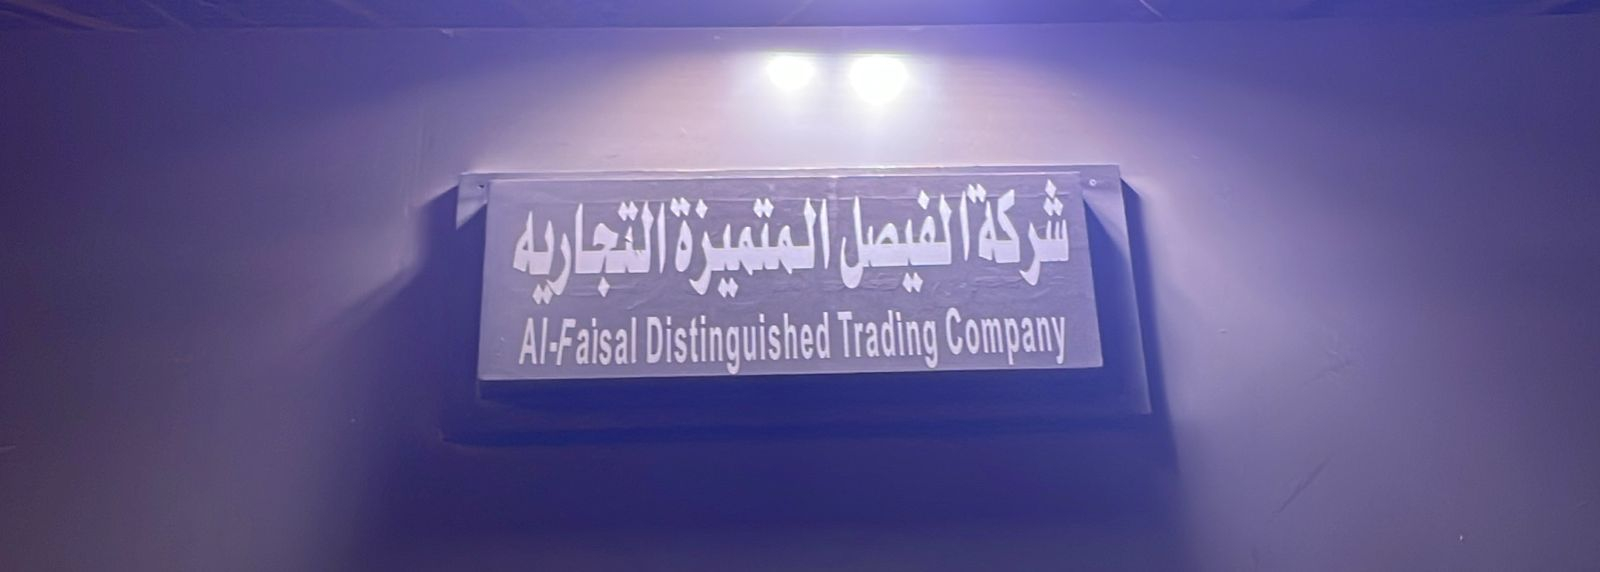 شركة الفيصل المتميزة التجاريه
Al-Faisal Distinguished Trading Company